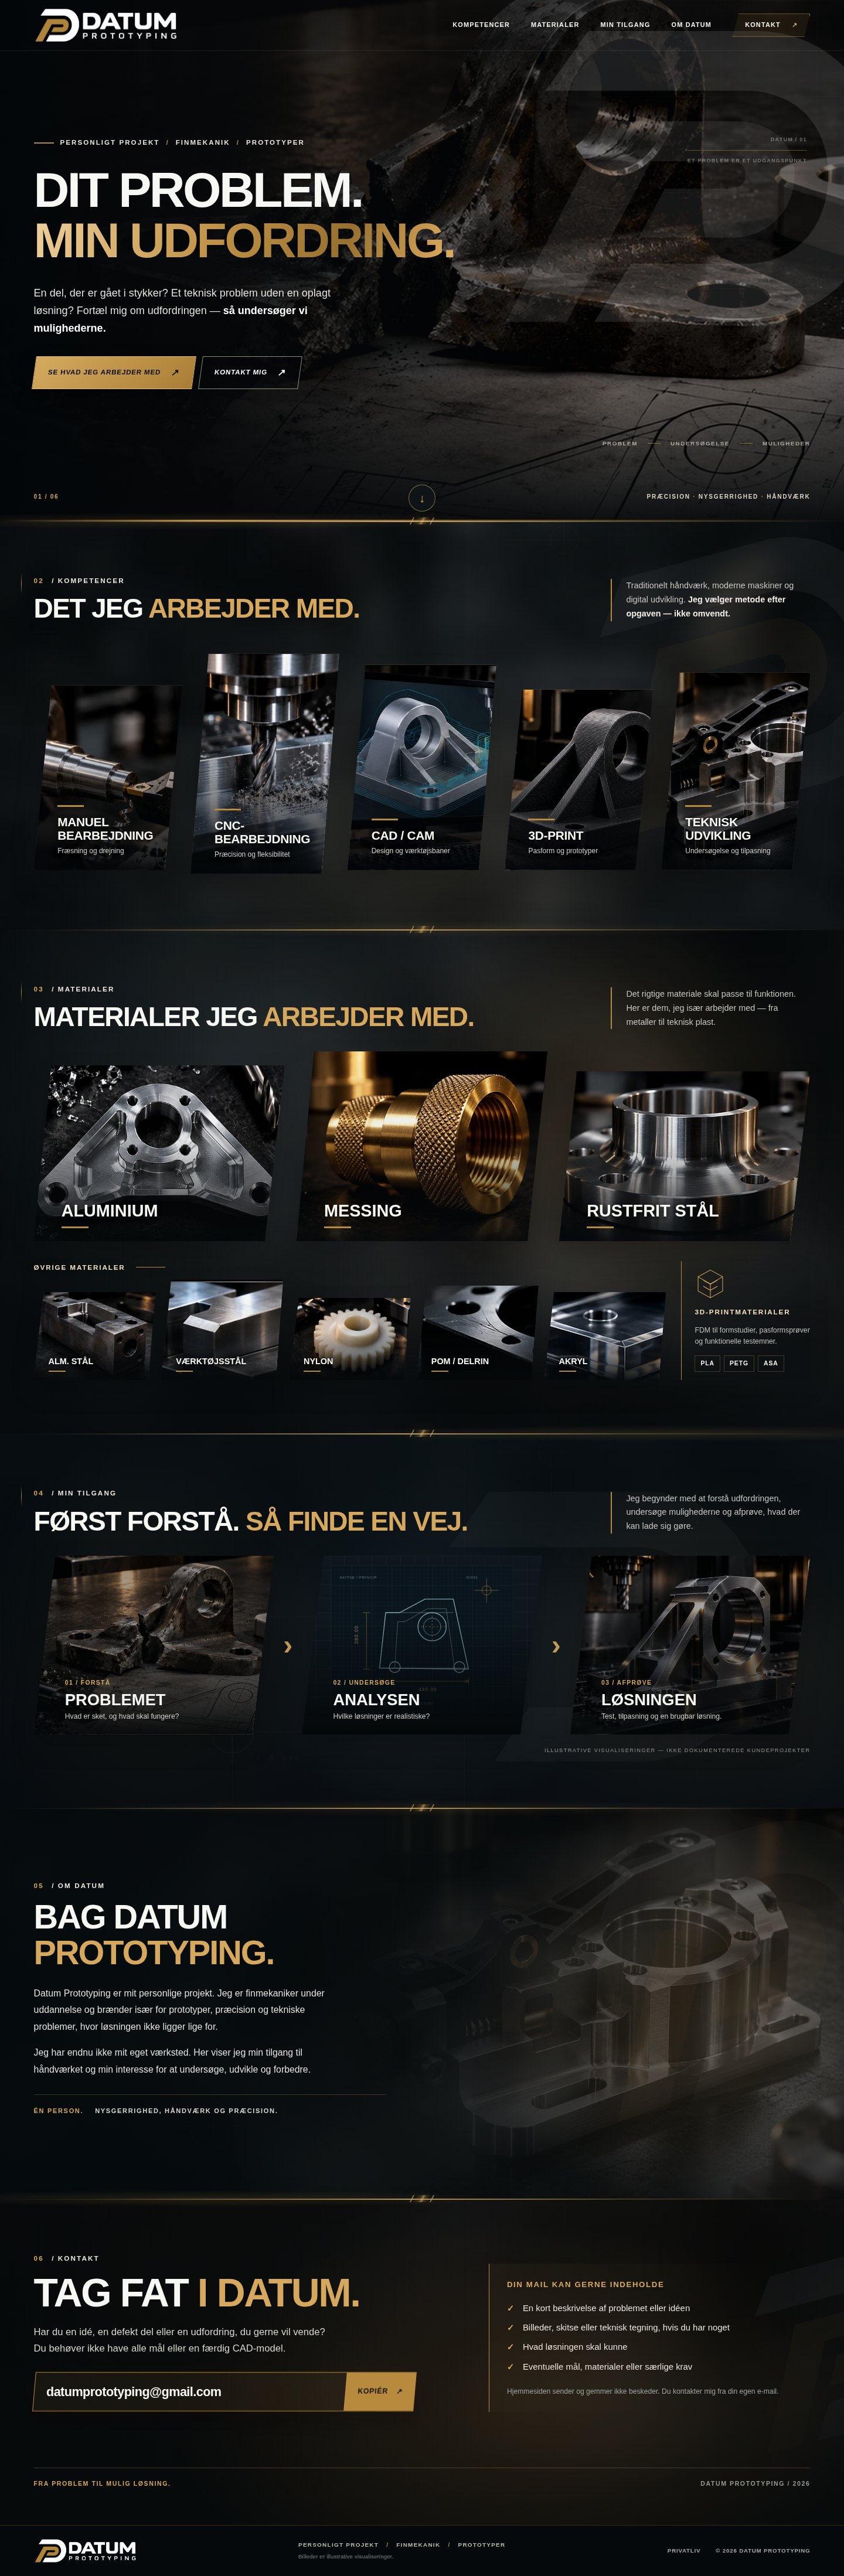 DATUM
PROTOTYPING
KOMPETENCER MATERIALER MIN TILGANG OM DATUM KONTAKT ↗
PERSONLIGT PROJEKT / FINMEKANIK / PROTOTYPER
DATUM / 01
ET PROBLEM ER ET UDGANGSPUNKT
DIT PROBLEM.
MIN UDFORDRING.
En del, der er gået i stykker? Et teknisk problem uden en oplagt
løsning? Fortæl mig om udfordringen — så undersøger vi
mulighederne.
SE HVAD JEG ARBEJDER MED ↗ KONTAKT MIG ↗
PROBLEM UNDERSØGELSE MULIGHEDER
01 / 06
↓
PRÆCISION · NYSGERRIGHED · HÅNDVÆRK
02 / KOMPETENCER
DET JEG ARBEJDER MED.
Traditionelt håndværk, moderne maskiner og
digital udvikling. Jeg vælger metode efter
opgaven — ikke omvendt.
MANUEL
BEARBEJDNING
Fræsning og drejning
CNC-
BEARBEJDNING
Præcision og fleksibilitet
CAD / CAM
Design og værktøjsbaner
3D-PRINT
Pasform og prototyper
TEKNISK
UDVIKLING
Undersøgelse og tilpasning
03 / MATERIALER
MATERIALER JEG ARBEJDER MED.
Det rigtige materiale skal passe til funktionen.
Her er dem, jeg især arbejder med — fra
metaller til teknisk plast.
ALUMINIUM
MESSING
RUSTFRIT STÅL
ØVRIGE MATERIALER
ALM. STÅL
VÆRKTØJSSTÅL
NYLON
POM / DELRIN
AKRYL
3D-PRINTMATERIALER
FDM til formstudier, pasformsprøver
og funktionelle testemner.
PLA PETG ASA
04 / MIN TILGANG
FØRST FORSTÅ. SÅ FINDE EN VEJ.
Jeg begynder med at forstå udfordringen,
undersøge mulighederne og afprøve, hvad der
kan lade sig gøre.
01 / FORSTÅ
PROBLEMET
Hvad er sket, og hvad skal fungere?
›
02 / UNDERSØGE
ANALYSEN
Hvilke løsninger er realistiske?
›
03 / AFPRØVE
LØSNINGEN
Test, tilpasning og en brugbar løsning.
ILLUSTRATIVE VISUALISERINGER — IKKE DOKUMENTEREDE KUNDEPROJEKTER
05 / OM DATUM
BAG DATUM
PROTOTYPING.
Datum Prototyping er mit personlige projekt. Jeg er finmekaniker under
uddannelse og brænder især for prototyper, præcision og tekniske
problemer, hvor løsningen ikke ligger lige for.
Jeg har endnu ikke mit eget værksted. Her viser jeg min tilgang til
håndværket og min interesse for at undersøge, udvikle og forbedre.
ÉN PERSON. NYSGERRIGHED, HÅNDVÆRK OG PRÆCISION.
06 / KONTAKT
TAG FAT I DATUM.
Har du en idé, en defekt del eller en udfordring, du gerne vil vende?
Du behøver ikke have alle mål eller en færdig CAD-model.
datumprototyping@gmail.com KOPIÉR ↗
DIN MAIL KAN GERNE INDEHOLDE
✓ En kort beskrivelse af problemet eller idéen
✓ Billeder, skitse eller teknisk tegning, hvis du har noget
✓ Hvad løsningen skal kunne
✓ Eventuelle mål, materialer eller særlige krav
Hjemmesiden sender og gemmer ikke beskeder. Du kontakter mig fra din egen e-mail.
FRA PROBLEM TIL MULIG LØSNING.
DATUM PROTOTYPING / 2026
DATUM
PROTOTYPING
PERSONLIGT PROJEKT / FINMEKANIK / PROTOTYPER
Billeder er illustrative visualiseringer.
PRIVATLIV © 2026 DATUM PROTOTYPING